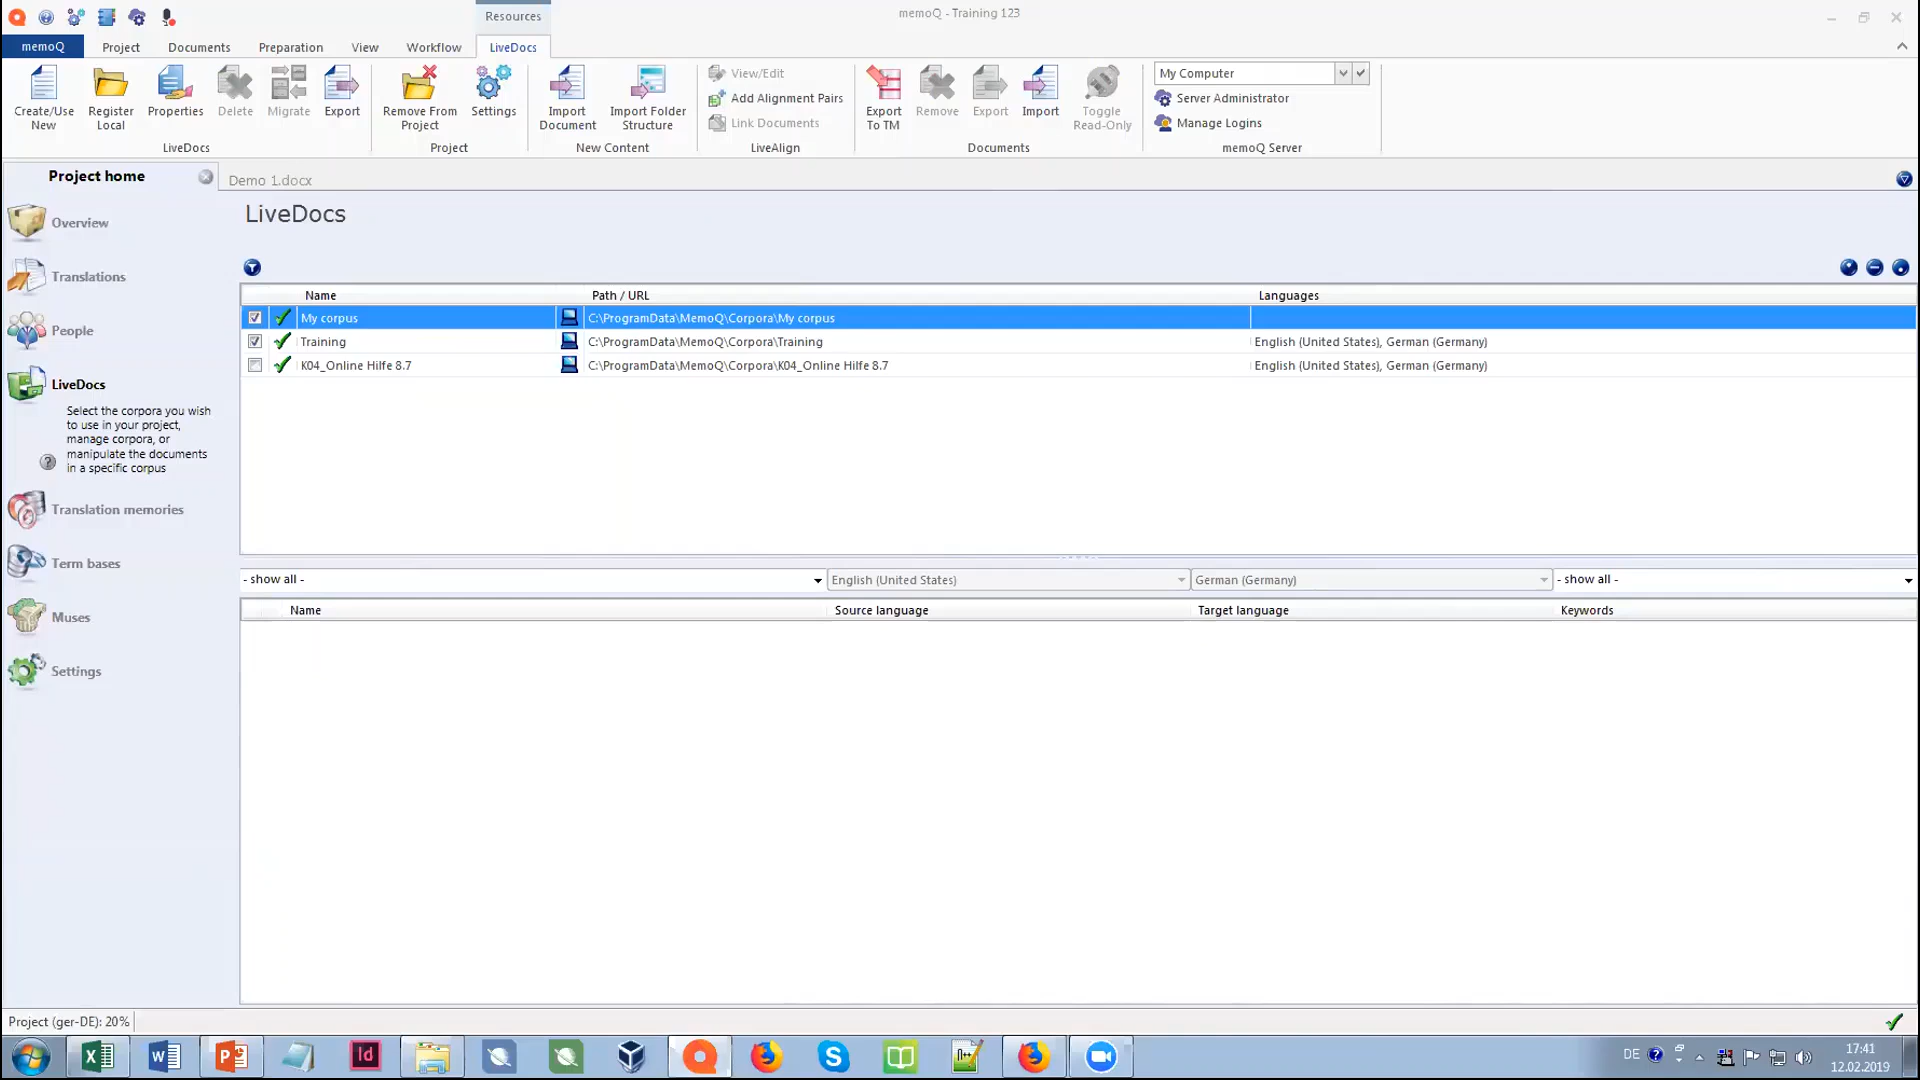 Resources
memoQ - Training 123
memoQ
Project
Documents
Preparation
View
Workflow
LiveDocs
Create/Use
New
Register
Local
Properties
Delete
Migrate
Export
LiveDocs
Remove From
Project
Settings
Project
Import
Document
Import Folder
Structure
New Content
View/Edit
Add Alignment Pairs
Link Documents
LiveAlign
Export
To TM
Remove
Export
Import
Toggle
Read-Only
Documents
My Computer
Server Administrator
Manage Logins
memoQ Server
Project home
Demo 1.docx
Overview
Translations
People
LiveDocs
Select the corpora you wish
to use in your project,
manage corpora, or
manipulate the documents
in a specific corpus
Translation memories
Term bases
Muses
Settings
LiveDocs
Name Path / URL Languages
My corpus C:\ProgramData\MemoQ\Corpora\My corpus
Training C:\ProgramData\MemoQ\Corpora\Training English (United States), German (Germany)
K04_Online Hilfe 8.7 C:\ProgramData\MemoQ\Corpora\K04_Online Hilfe 8.7 English (United States), German (Germany)
- show all - English (United States) German (Germany) - show all -
Name Source language Target language Keywords
Project (ger-DE): 20%
DE
17:41
12.02.2019